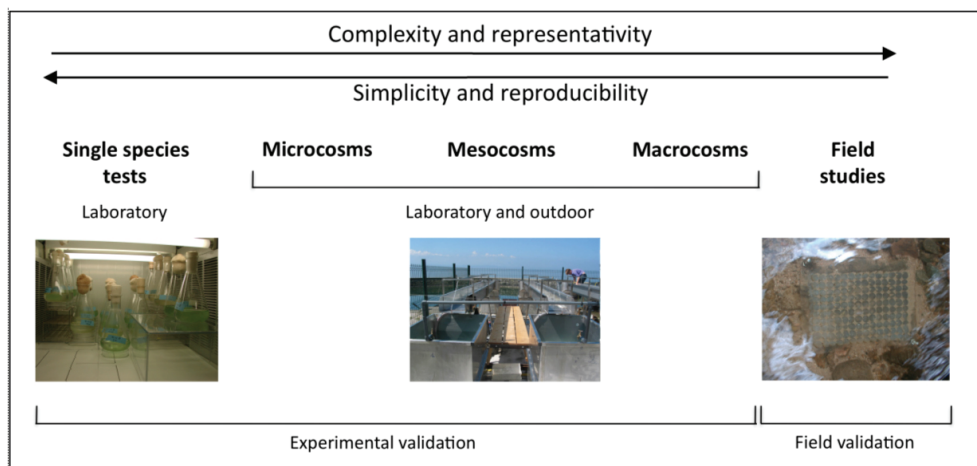 Complexity and representativity
Simplicity and reproducibility
Single species
tests
Microcosms
Mesocosms
Macrocosms
Field
studies
Laboratory
Laboratory and outdoor
Experimental validation
Field validation